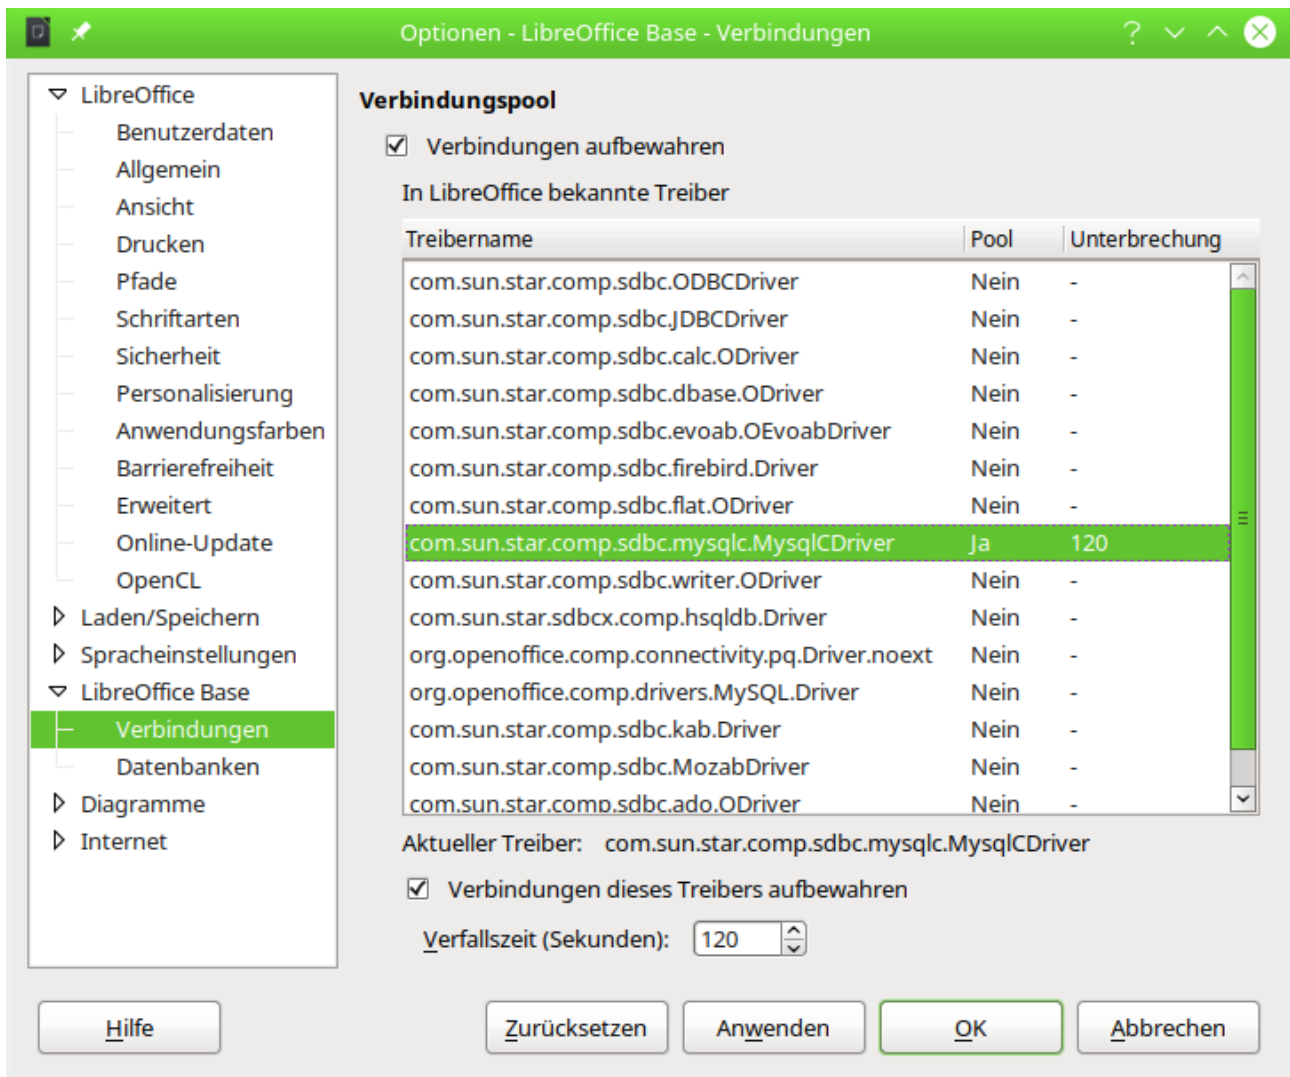 Optionen - LibreOffice Base - Verbindungen
LibreOffice
Benutzerdaten
Allgemein
Ansicht
Drucken
Pfade
Schriftarten
Sicherheit
Personalisierung
Anwendungsfarben
Barrierefreiheit
Erweitert
Online-Update
OpenCL
Laden/Speichern
Spracheinstellungen
LibreOffice Base
Verbindungen
Datenbanken
Diagramme
Internet
Verbindungspool
Verbindungen aufbewahren
In LibreOffice bekannte Treiber
Treibername Pool Unterbrechung
com.sun.star.comp.sdbc.ODBCDriver Nein -
com.sun.star.comp.sdbc.JDBCDriver Nein -
com.sun.star.comp.sdbc.calc.ODriver Nein -
com.sun.star.comp.sdbc.dbase.ODriver Nein -
com.sun.star.comp.sdbc.evoab.OEvoabDriver Nein -
com.sun.star.comp.sdbc.firebird.Driver Nein -
com.sun.star.comp.sdbc.flat.ODriver Nein -
com.sun.star.comp.sdbc.mysqlc.MysqlCDriver Ja 120
com.sun.star.comp.sdbc.writer.ODriver Nein -
com.sun.star.sdbcx.comp.hsqldb.Driver Nein -
org.openoffice.comp.connectivity.pq.Driver.noext Nein -
org.openoffice.comp.drivers.MySQL.Driver Nein -
com.sun.star.comp.sdbc.kab.Driver Nein -
com.sun.star.comp.sdbc.MozabDriver Nein -
com.sun.star.comp.sdbc.ado.ODriver Nein -
Aktueller Treiber: com.sun.star.comp.sdbc.mysqlc.MysqlCDriver
Verbindungen dieses Treibers aufbewahren
Verfallszeit (Sekunden): 120
Hilfe Zurücksetzen Anwenden OK Abbrechen